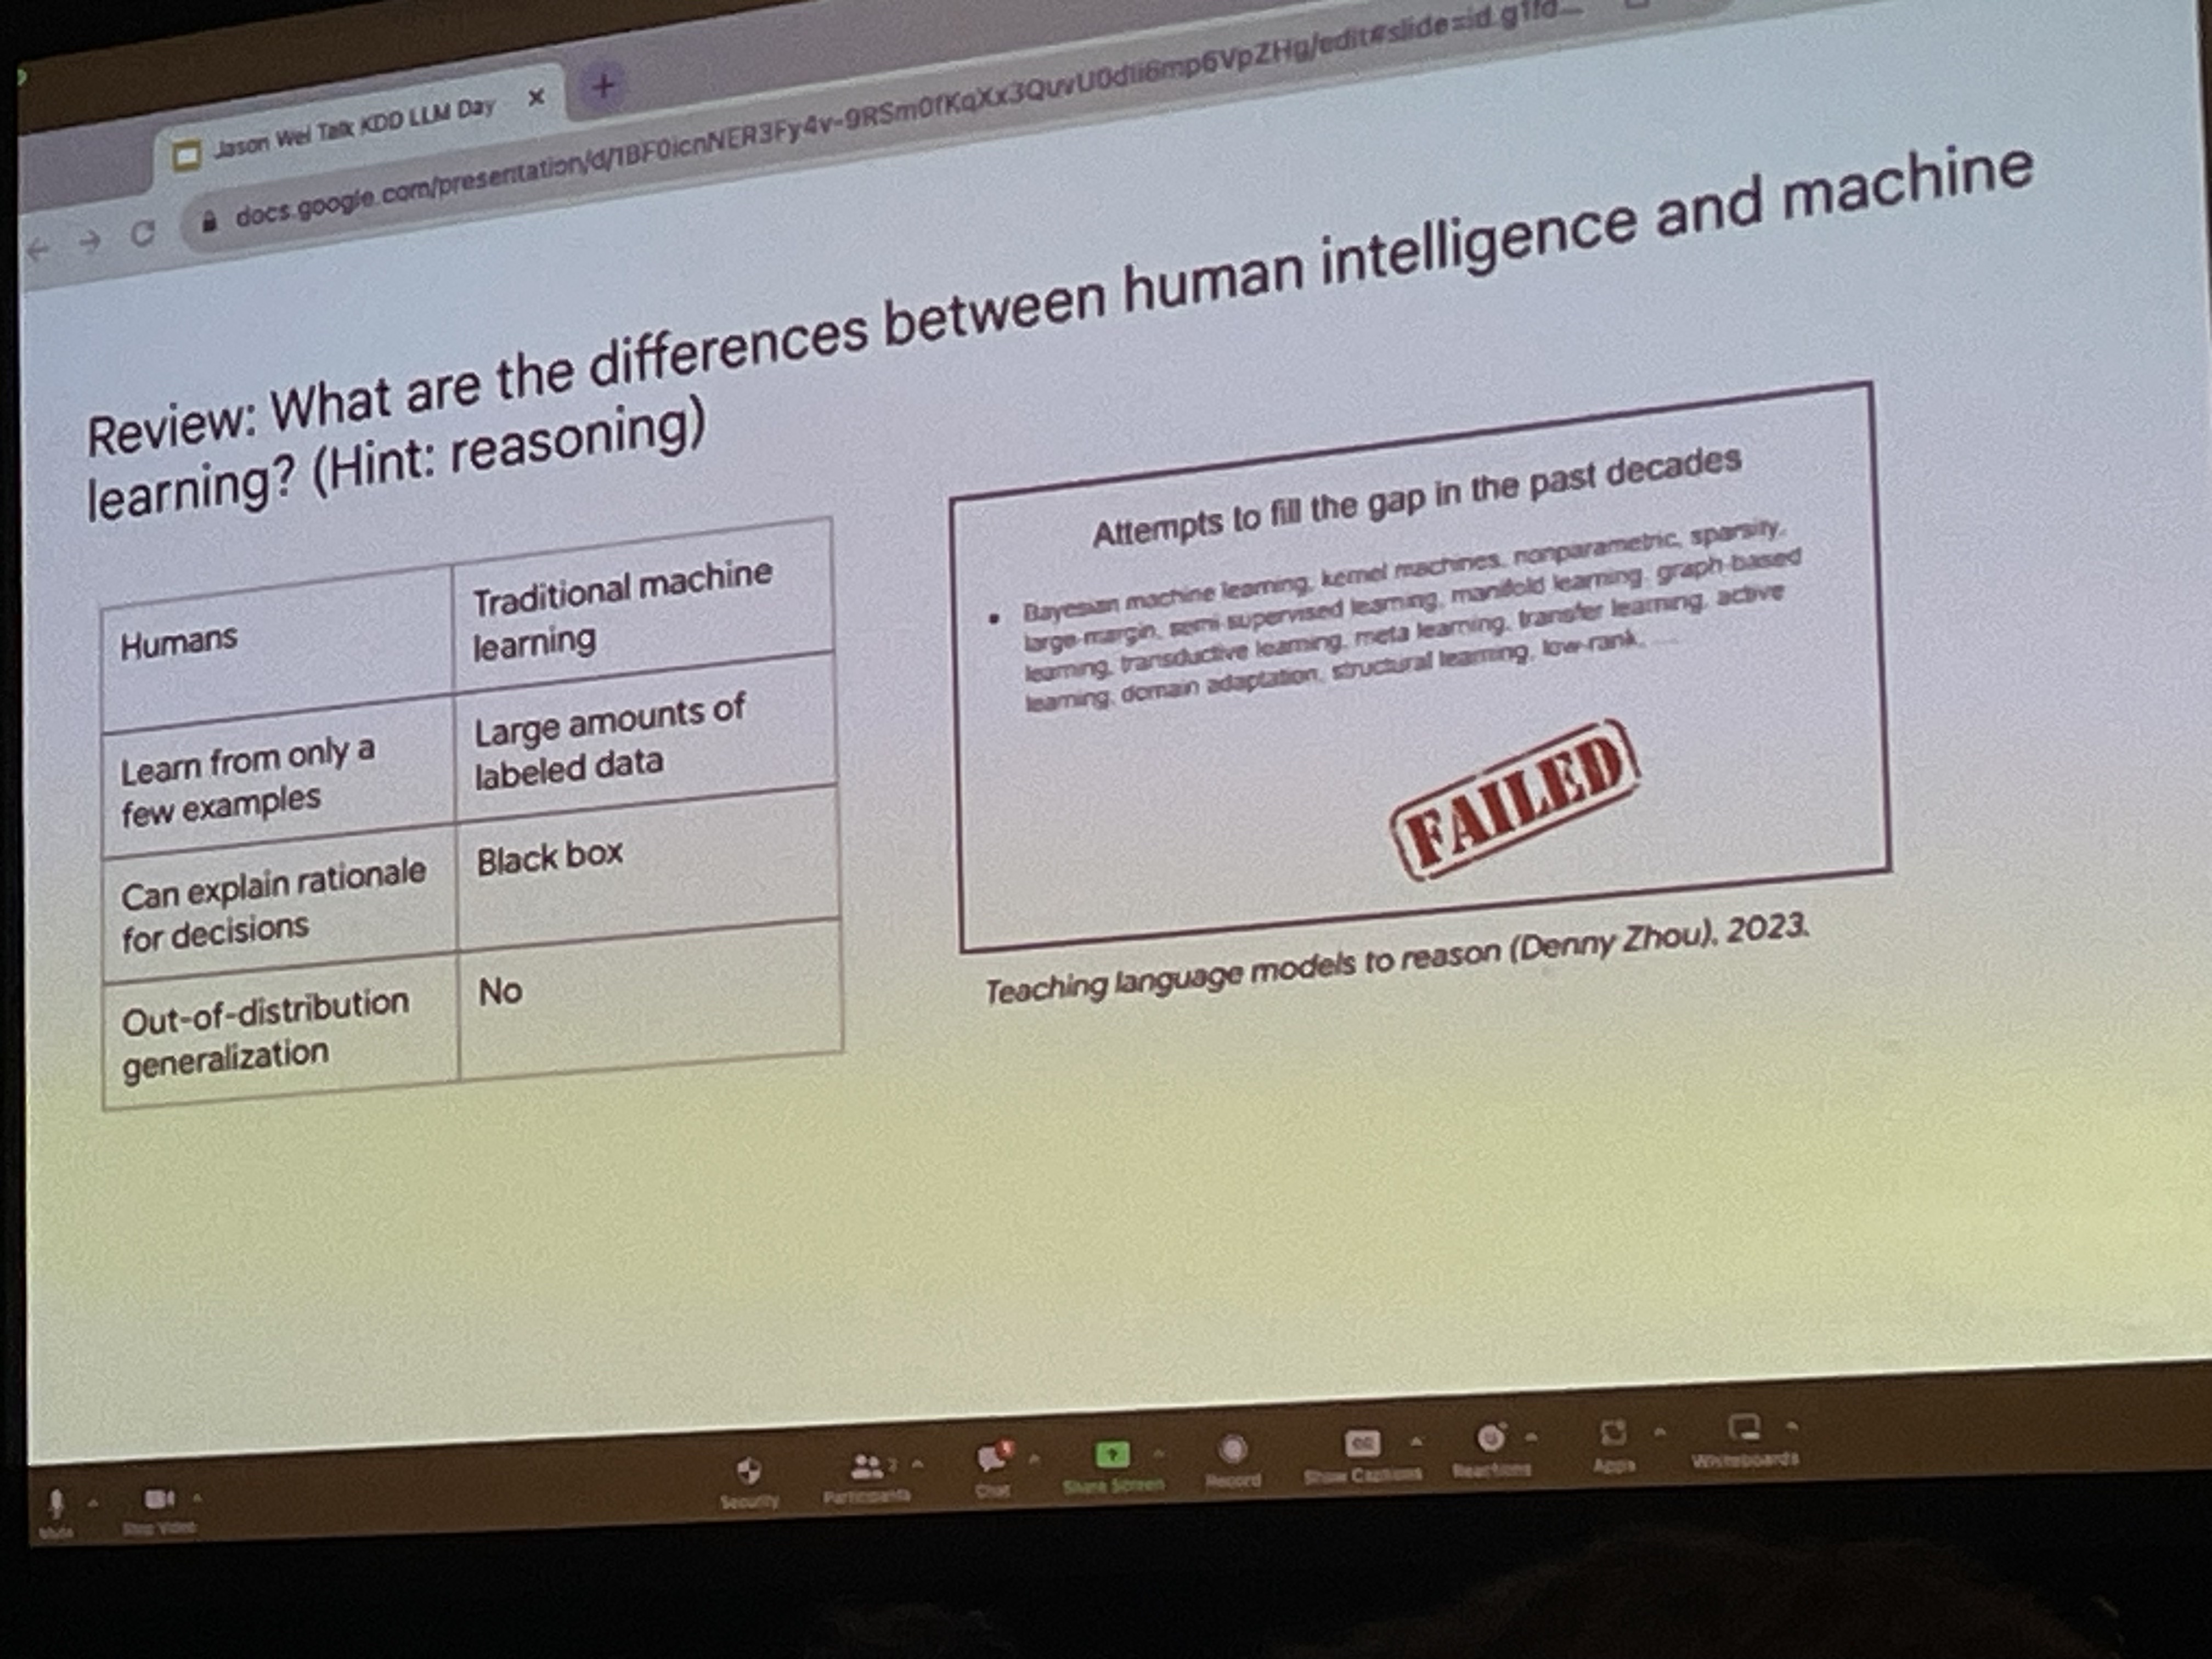 Jason Wei Talk KDD LLM Day
docs.google.com/presentation/d/1BF0icnNER3Fy4v-9RSm0fKqXx3QuvU0dli6mp6VpZHg/edit#slide=id.g1fd...
Review: What are the differences between human intelligence and machine
learning? (Hint: reasoning)
Humans
Traditional machine
learning
Learn from only a
few examples
Large amounts of
labeled data
Can explain rationale
for decisions
Black box
Out-of-distribution
generalization
No
Attempts to fill the gap in the past decades
• Bayesian machine learning, kernel machines, nonparametric, sparsity,
large-margin, semi-supervised learning, manifold learning, graph-based
learning, transductive learning, meta learning, transfer learning, active
learning, domain adaptation, structural learning, low-rank, ....
FAILED
Teaching language models to reason (Denny Zhou), 2023.
Mute
Stop Video
Security
Participants
2
Chat
Share Screen
Record
CC
Show Captions
Reactions
Apps
Whiteboards